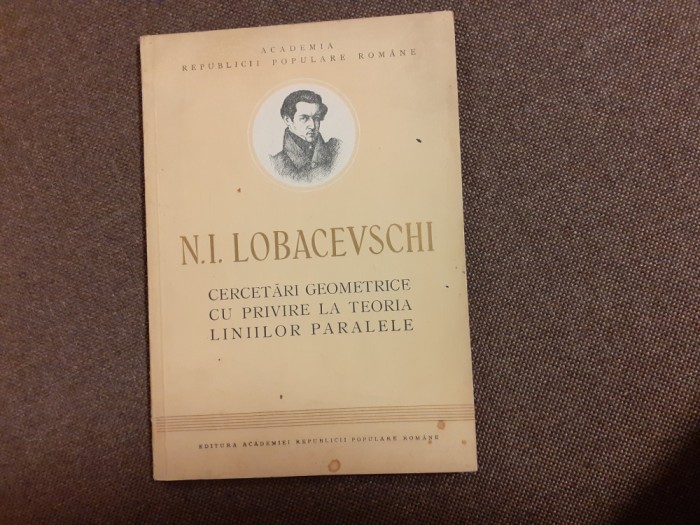 ACADEMIA
REPUBLICII POPULARE ROMÂNE
N.I. LOBACEVSCHI
CERCETĂRI GEOMETRICE
CU PRIVIRE LA TEORIA
LINIILOR PARALELE
EDITURA ACADEMIEI REPUBLICII POPULARE ROMÂNE